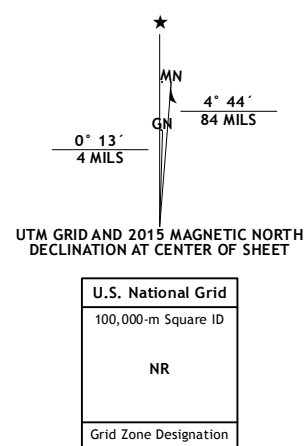 ★
MN
GN
4° 44´
84 MILS
0° 13´
4 MILS
UTM GRID AND 2015 MAGNETIC NORTH
DECLINATION AT CENTER OF SHEET
U.S. National Grid
100,000-m Square ID
NR
Grid Zone Designation